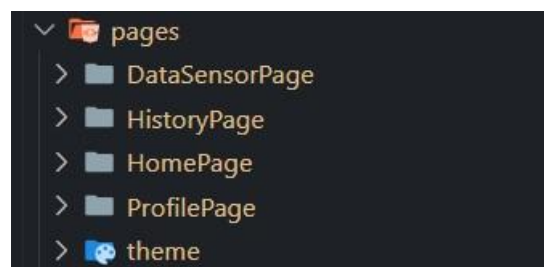 pages
DataSensorPage
HistoryPage
HomePage
ProfilePage
theme